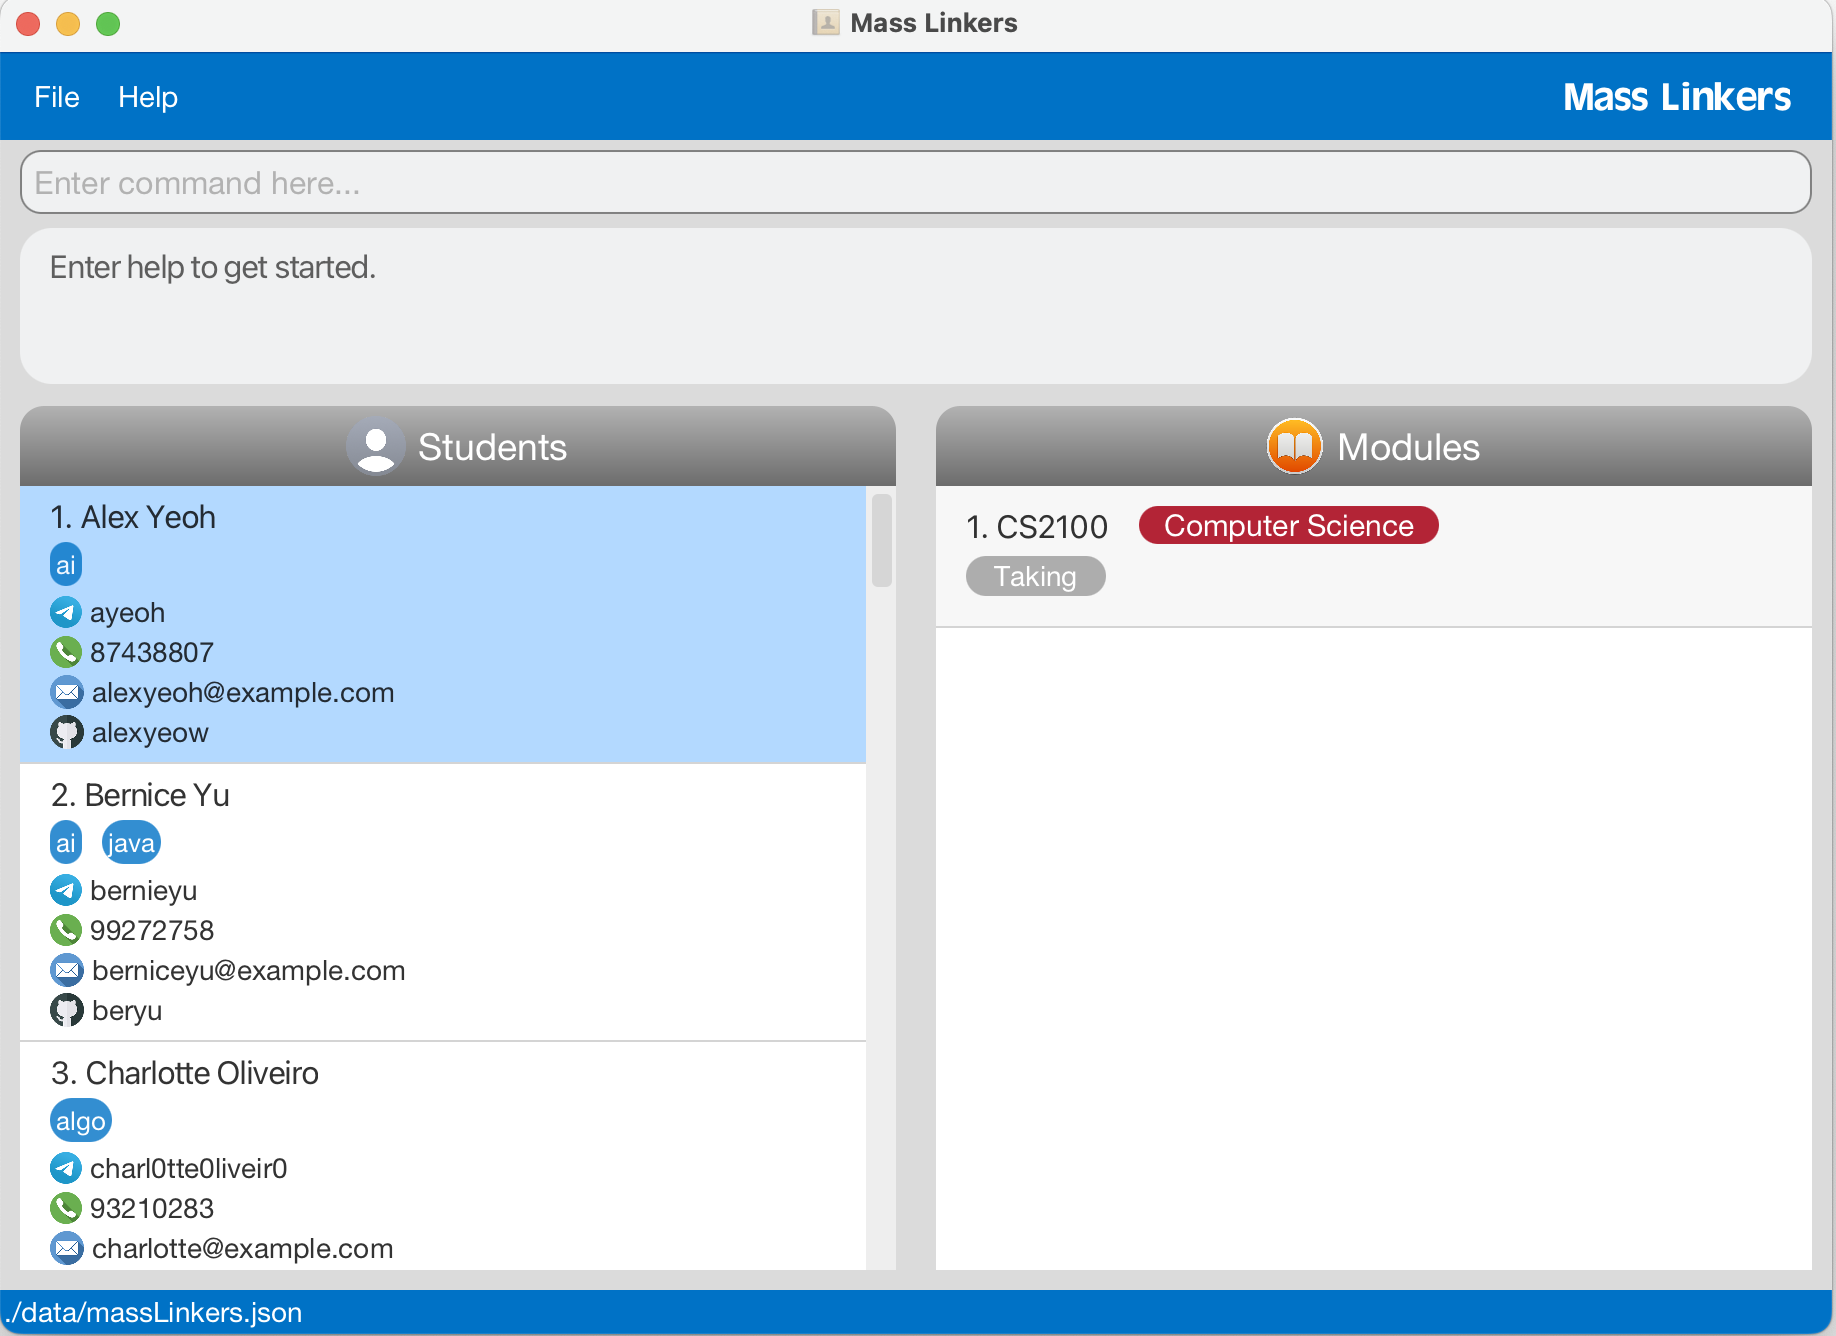 Mass Linkers
File Help Mass Linkers
Enter command here...
Enter help to get started.
Students
1. Alex Yeoh
ai
ayeoh
87438807
alexyeoh@example.com
alexyeow
2. Bernice Yu
ai java
bernieyu
99272758
berniceyu@example.com
beryu
3. Charlotte Oliveiro
algo
charl0tte0liveir0
93210283
charlotte@example.com
Modules
1. CS2100 Computer Science
Taking
./data/massLinkers.json